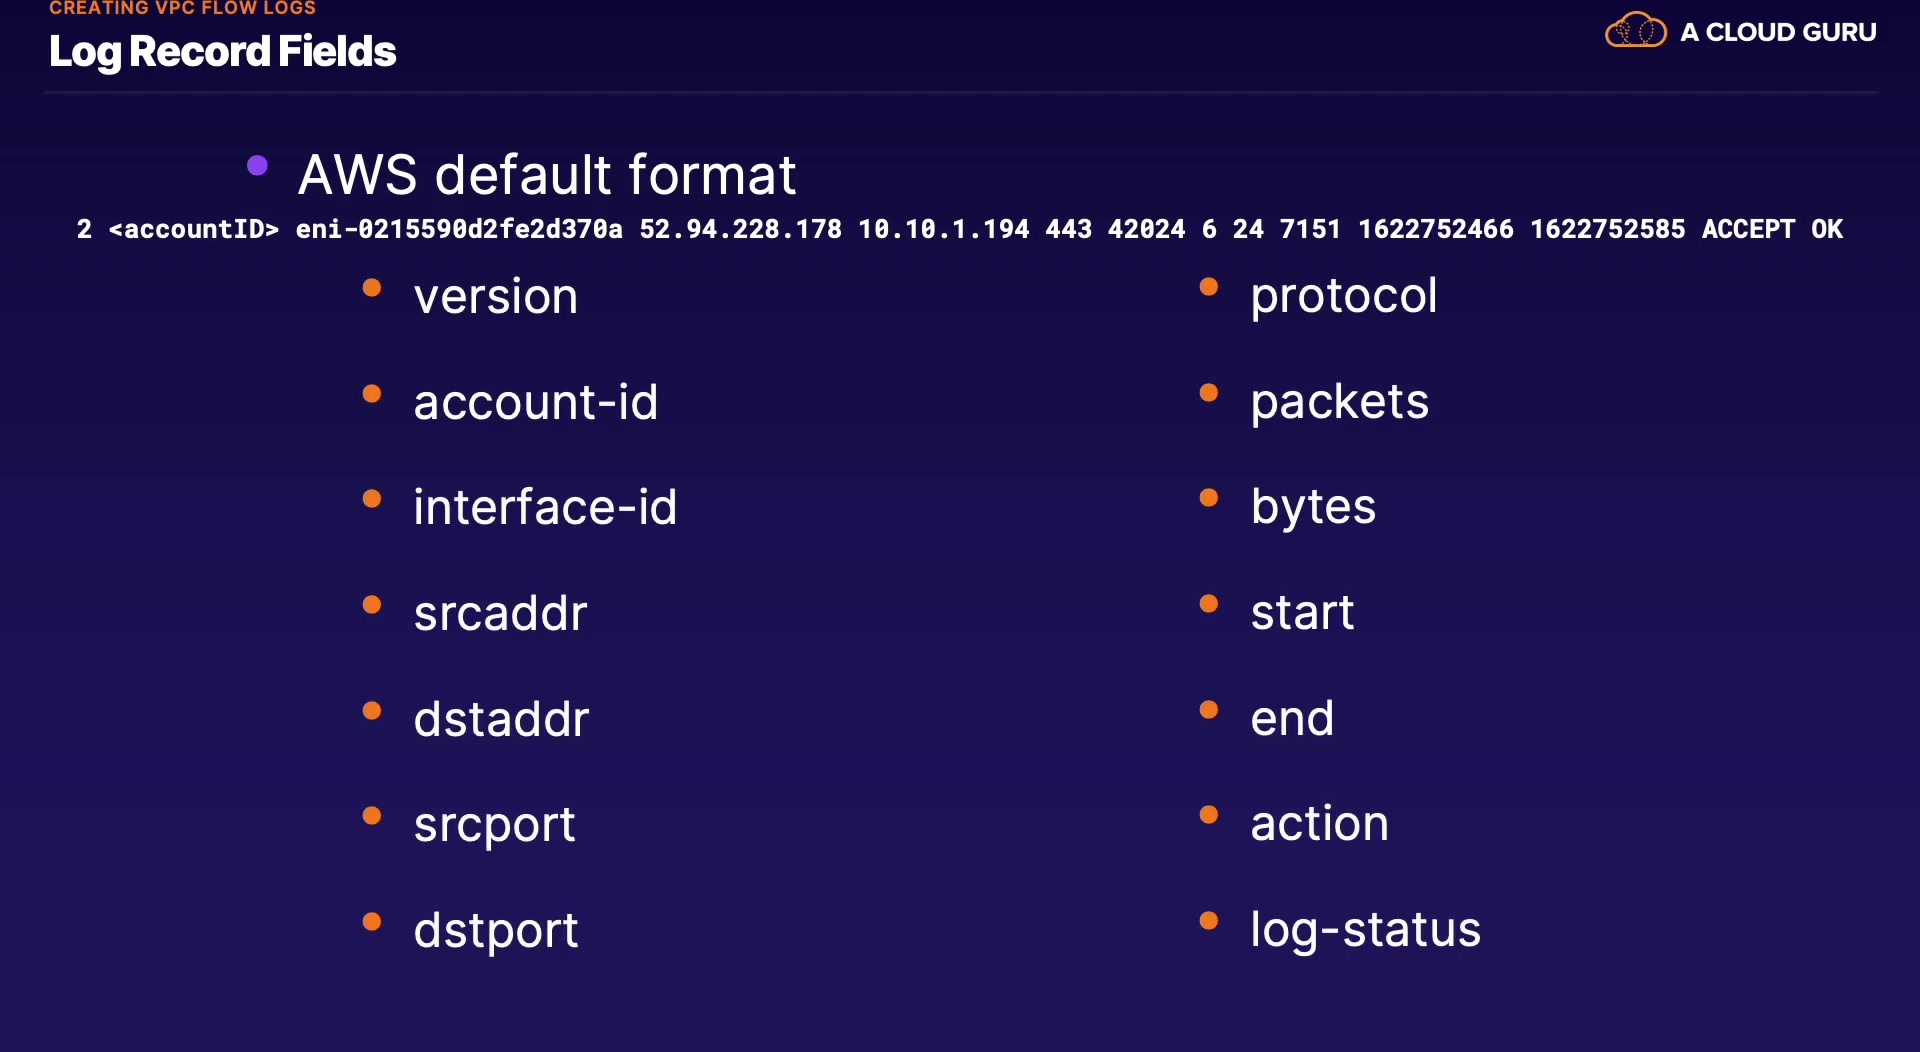 CREATING VPC FLOW LOGS
Log Record Fields
A CLOUD GURU
AWS default format
2 <accountID> eni-0215590d2fe2d370a 52.94.228.178 10.10.1.194 443 42024 6 24 7151 1622752466 1622752585 ACCEPT OK
version
account-id
interface-id
srcaddr
dstaddr
srcport
dstport
protocol
packets
bytes
start
end
action
log-status